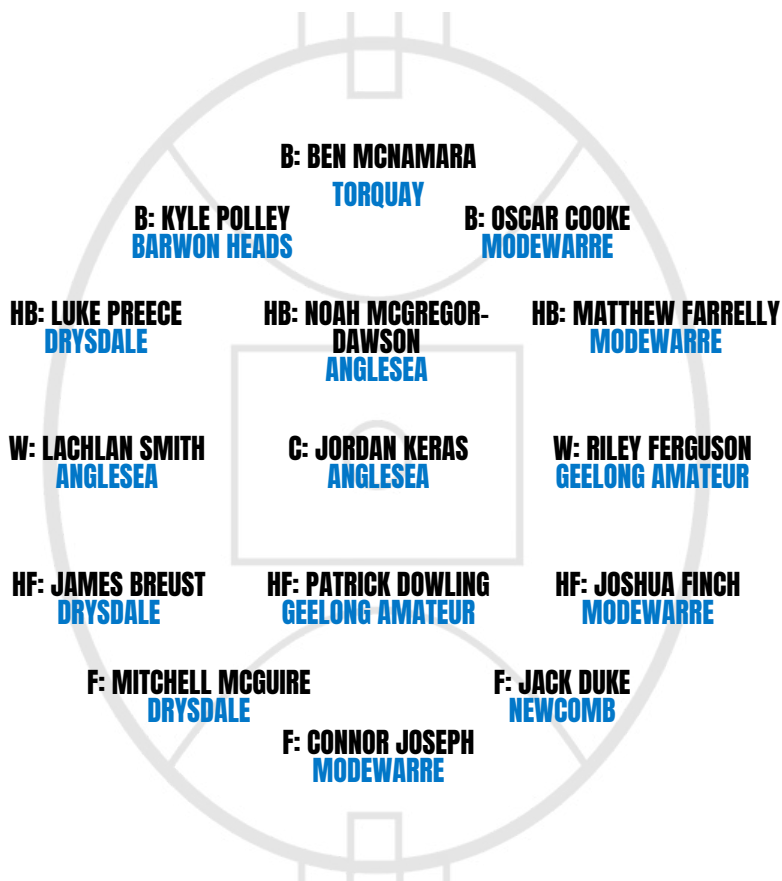 B: BEN MCNAMARA
TORQUAY
B: KYLE POLLEY
BARWON HEADS
B: OSCAR COOKE
MODEWARRE
HB: LUKE PREECE
DRYSDALE
HB: NOAH MCGREGOR-
DAWSON
ANGLESEA
HB: MATTHEW FARRELLY
MODEWARRE
W: LACHLAN SMITH
ANGLESEA
C: JORDAN KERAS
ANGLESEA
W: RILEY FERGUSON
GEELONG AMATEUR
HF: JAMES BREUST
DRYSDALE
HF: PATRICK DOWLING
GEELONG AMATEUR
HF: JOSHUA FINCH
MODEWARRE
F: MITCHELL MCGUIRE
DRYSDALE
F: JACK DUKE
NEWCOMB
F: CONNOR JOSEPH
MODEWARRE